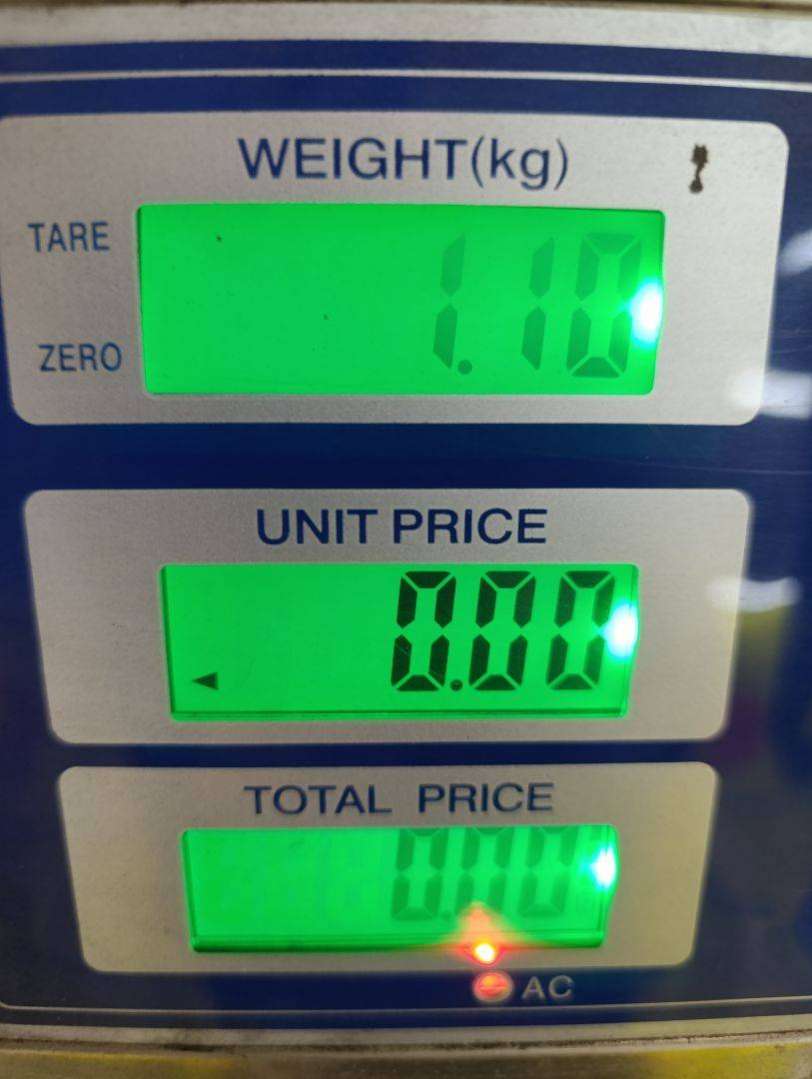 WEIGHT(kg)
TARE
1.10
ZERO
UNIT PRICE
0.00
TOTAL PRICE
0.00
AC